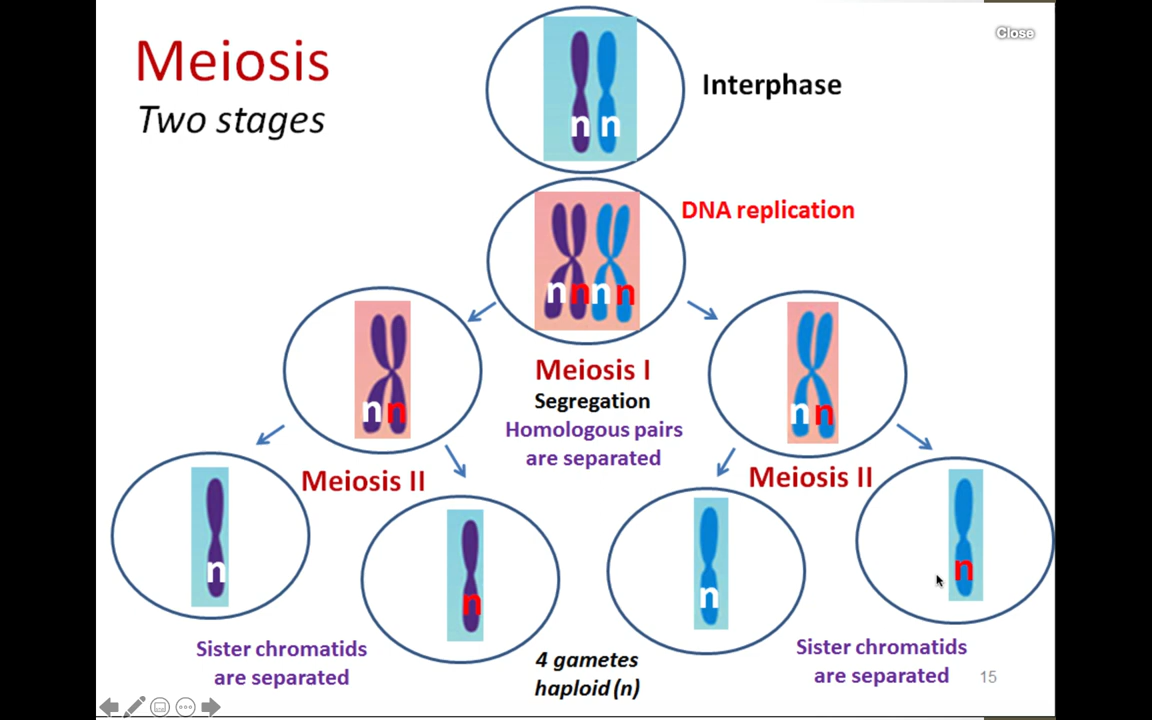 Close
Meiosis
Two stages
Interphase
n n
DNA replication
n n n n
Meiosis I
Segregation
Homologous pairs
are separated
n n
n n
Meiosis II
Meiosis II
n
n
n
n
Sister chromatids
are separated
4 gametes
haploid (n)
Sister chromatids
are separated
15